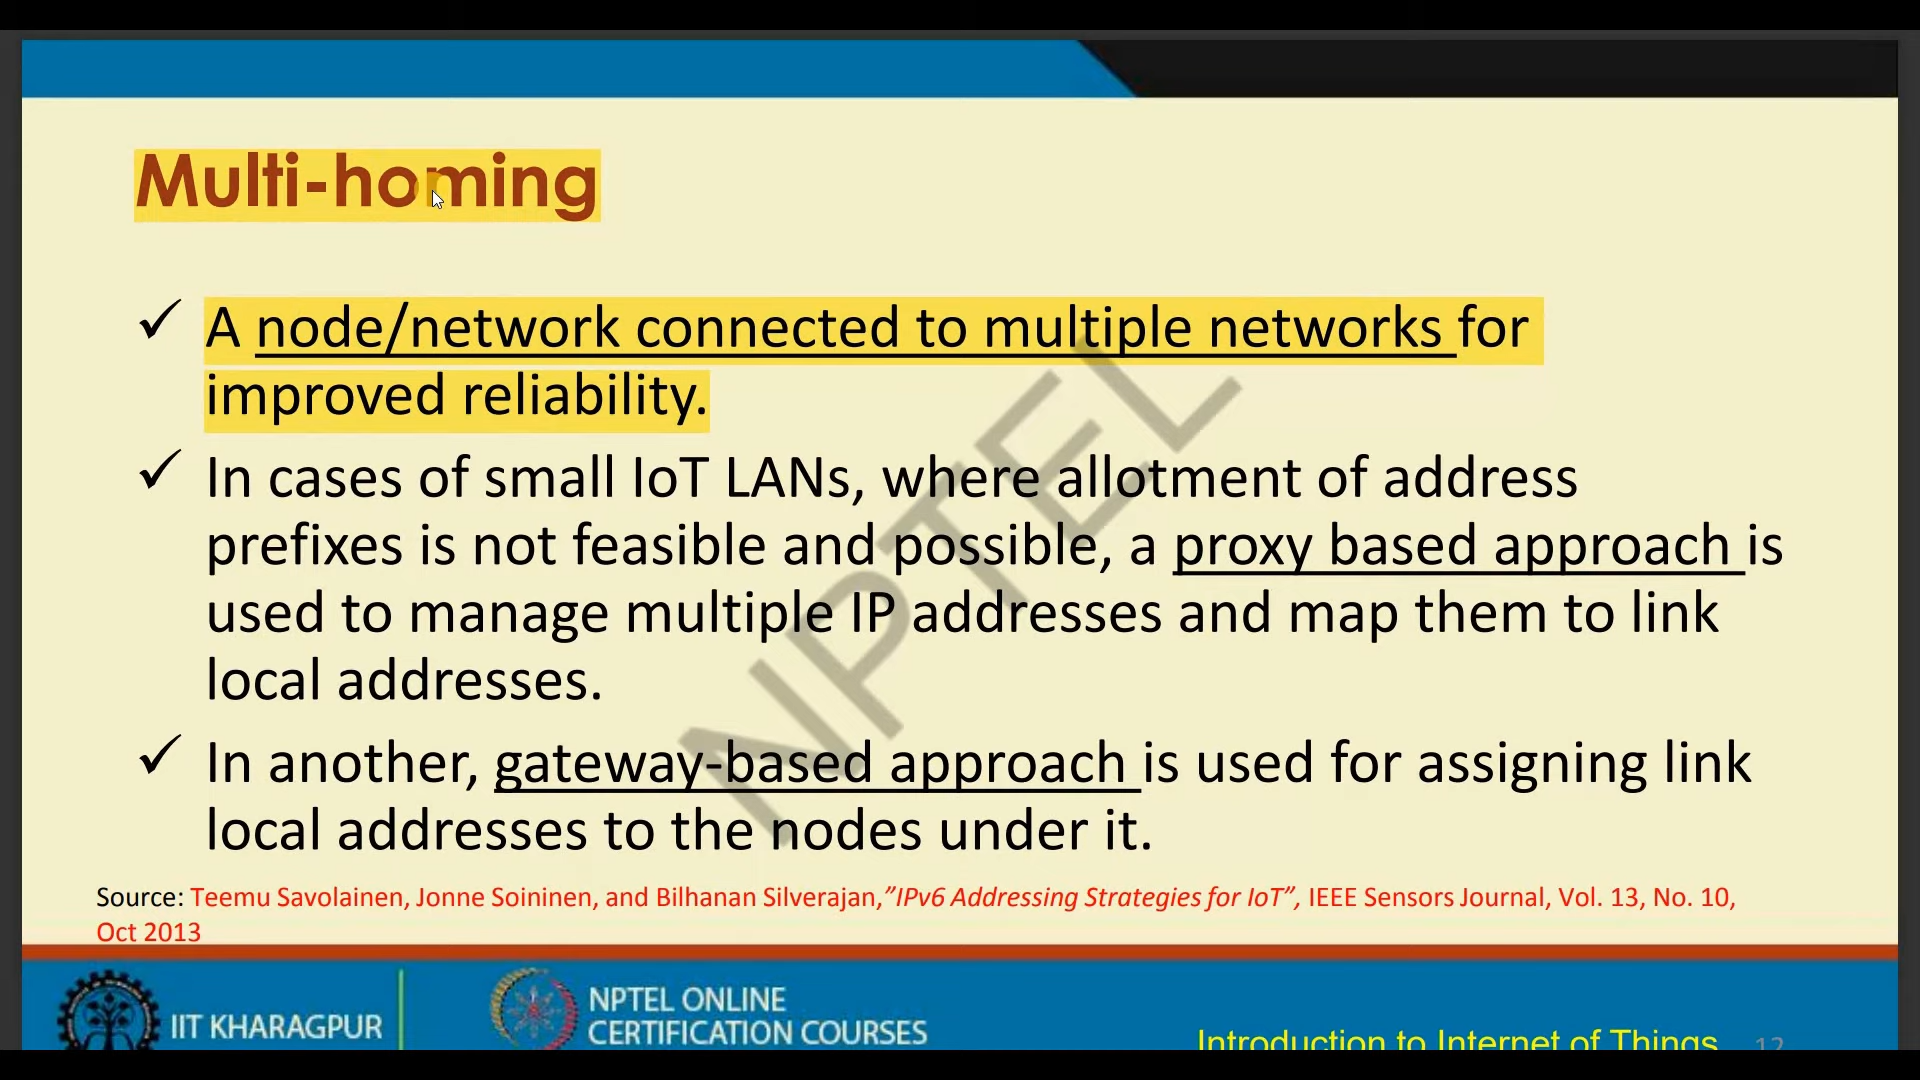 Multi-homing
✓ A node/network connected to multiple networks for
improved reliability.
✓ In cases of small IoT LANs, where allotment of address
prefixes is not feasible and possible, a proxy based approach is
used to manage multiple IP addresses and map them to link
local addresses.
✓ In another, gateway-based approach is used for assigning link
local addresses to the nodes under it.
NPTEL
Source: Teemu Savolainen, Jonne Soininen, and Bilhanan Silverajan,”IPv6 Addressing Strategies for IoT”, IEEE Sensors Journal, Vol. 13, No. 10,
Oct 2013
IIT KHARAGPUR
NPTEL ONLINE
CERTIFICATION COURSES
Introduction to Internet of Things 12